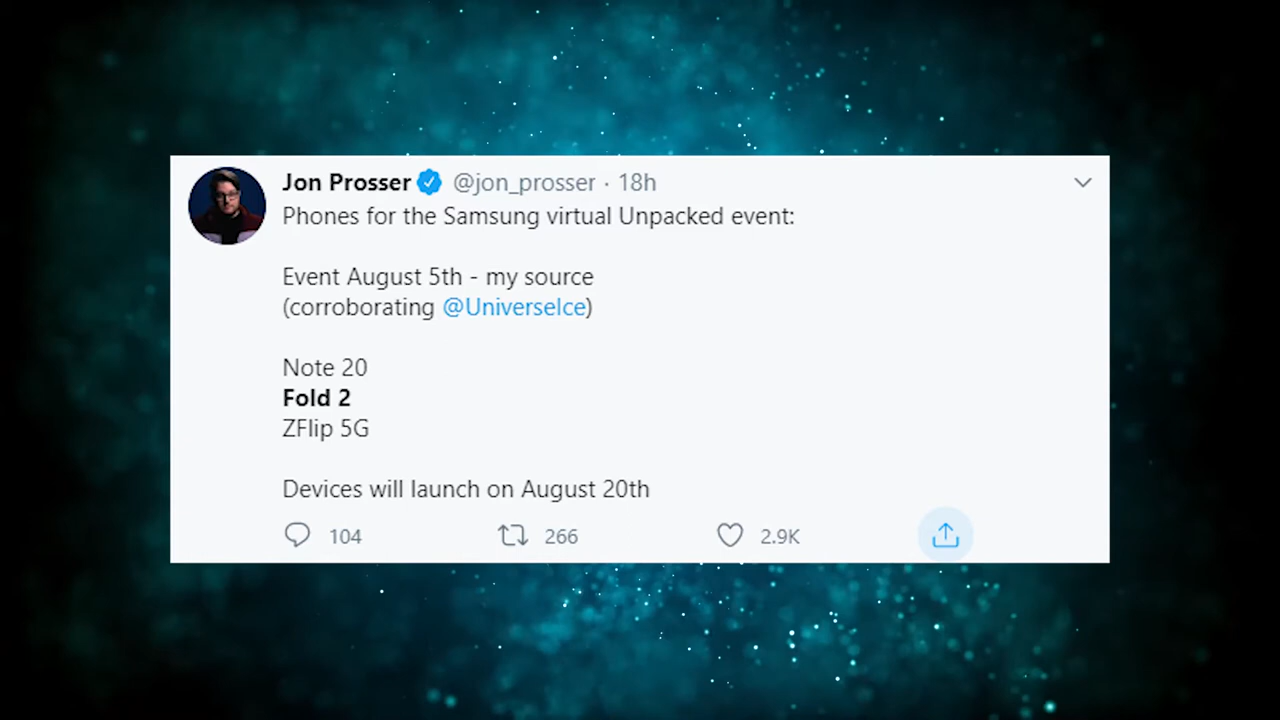 Jon Prosser @jon_prosser · 18h
Phones for the Samsung virtual Unpacked event:
Event August 5th - my source
(corroborating @UniverseIce)
Note 20
Fold 2
ZFlip 5G
Devices will launch on August 20th
104 266 2.9K